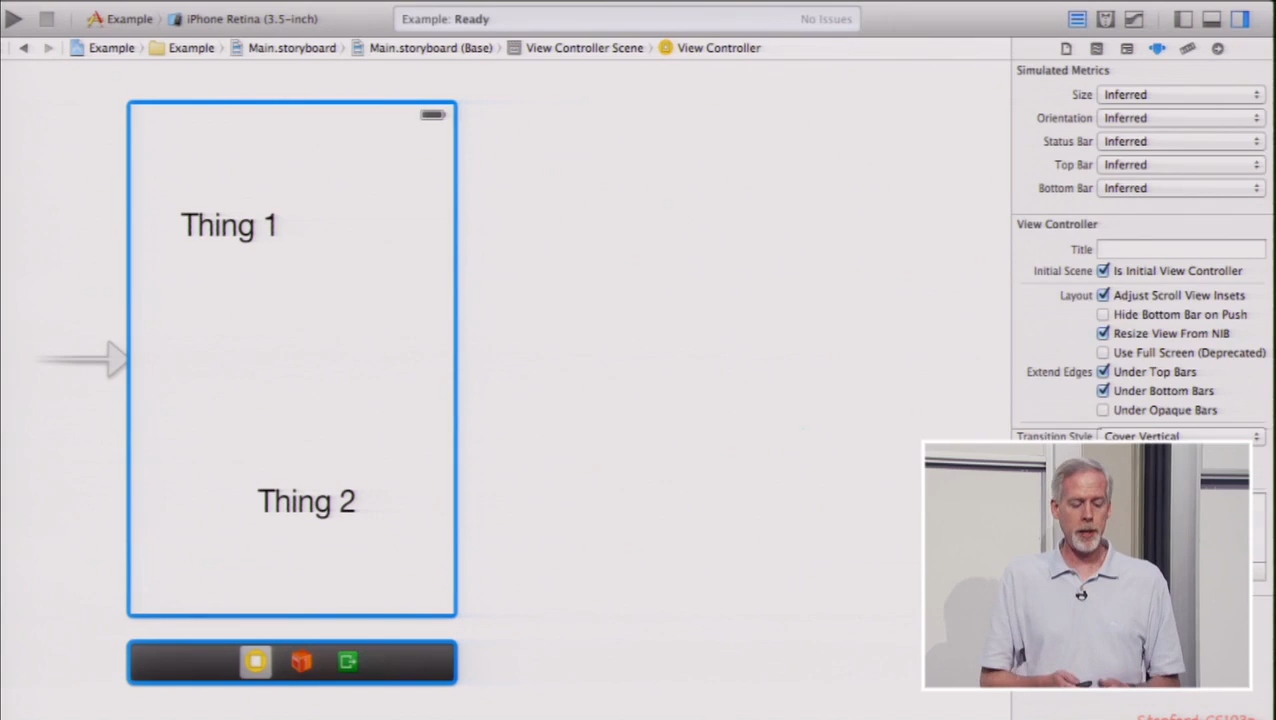 Example
iPhone Retina (3.5-inch)
Example: Ready
No Issues
Example
Example
Main.storyboard
Main.storyboard (Base)
View Controller Scene
View Controller
Thing 1
Thing 2
Simulated Metrics
Size Inferred
Orientation Inferred
Status Bar Inferred
Top Bar Inferred
Bottom Bar Inferred
View Controller
Title
Initial Scene Is Initial View Controller
Layout Adjust Scroll View Insets
Hide Bottom Bar on Push
Resize View From NIB
Use Full Screen (Deprecated)
Extend Edges Under Top Bars
Under Bottom Bars
Under Opaque Bars
Transition Style Cover Vertical